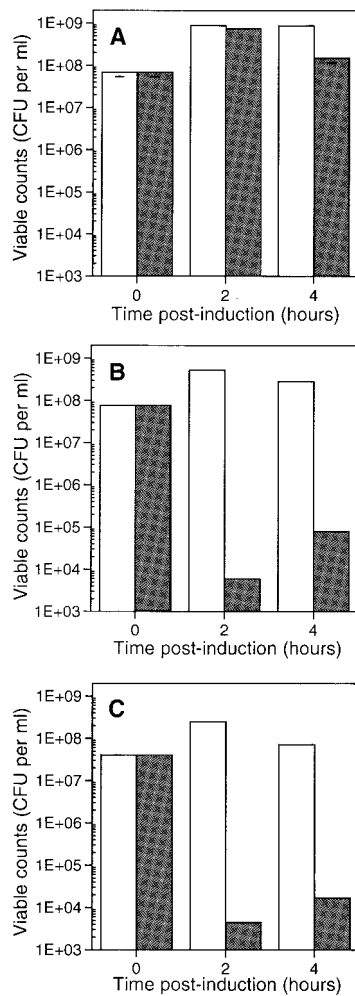 A
Viable counts (CFU per ml)
1E+09
1E+08
1E+07
1E+06
1E+05
1E+04
1E+03
0 2 4
Time post-induction (hours)
B
Viable counts (CFU per ml)
1E+09
1E+08
1E+07
1E+06
1E+05
1E+04
1E+03
0 2 4
Time post-induction (hours)
C
Viable counts (CFU per ml)
1E+09
1E+08
1E+07
1E+06
1E+05
1E+04
1E+03
0 2 4
Time post-induction (hours)